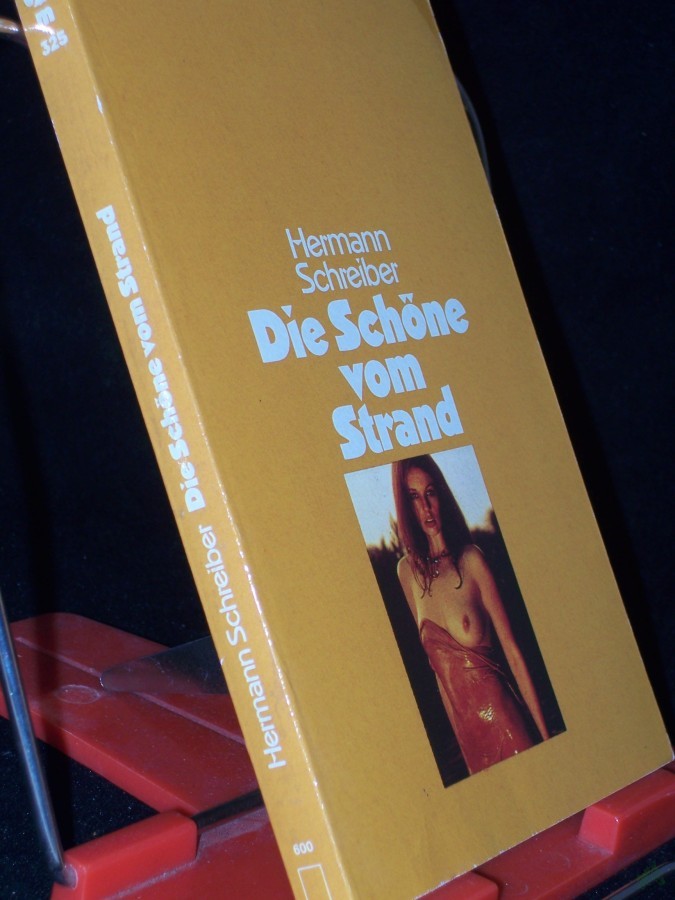 Hermann
Schreiber
Die Schöne
vom
Strand
Hermann Schreiber Die Schöne vom Strand
325
600